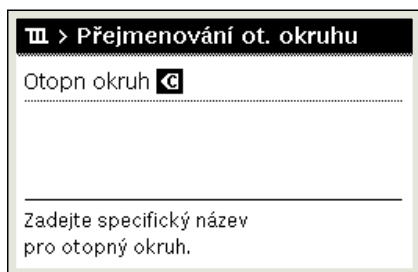 > Přejmenování ot. okruhu
Otopn okruh C
Zadejte specifický název
pro otopný okruh.